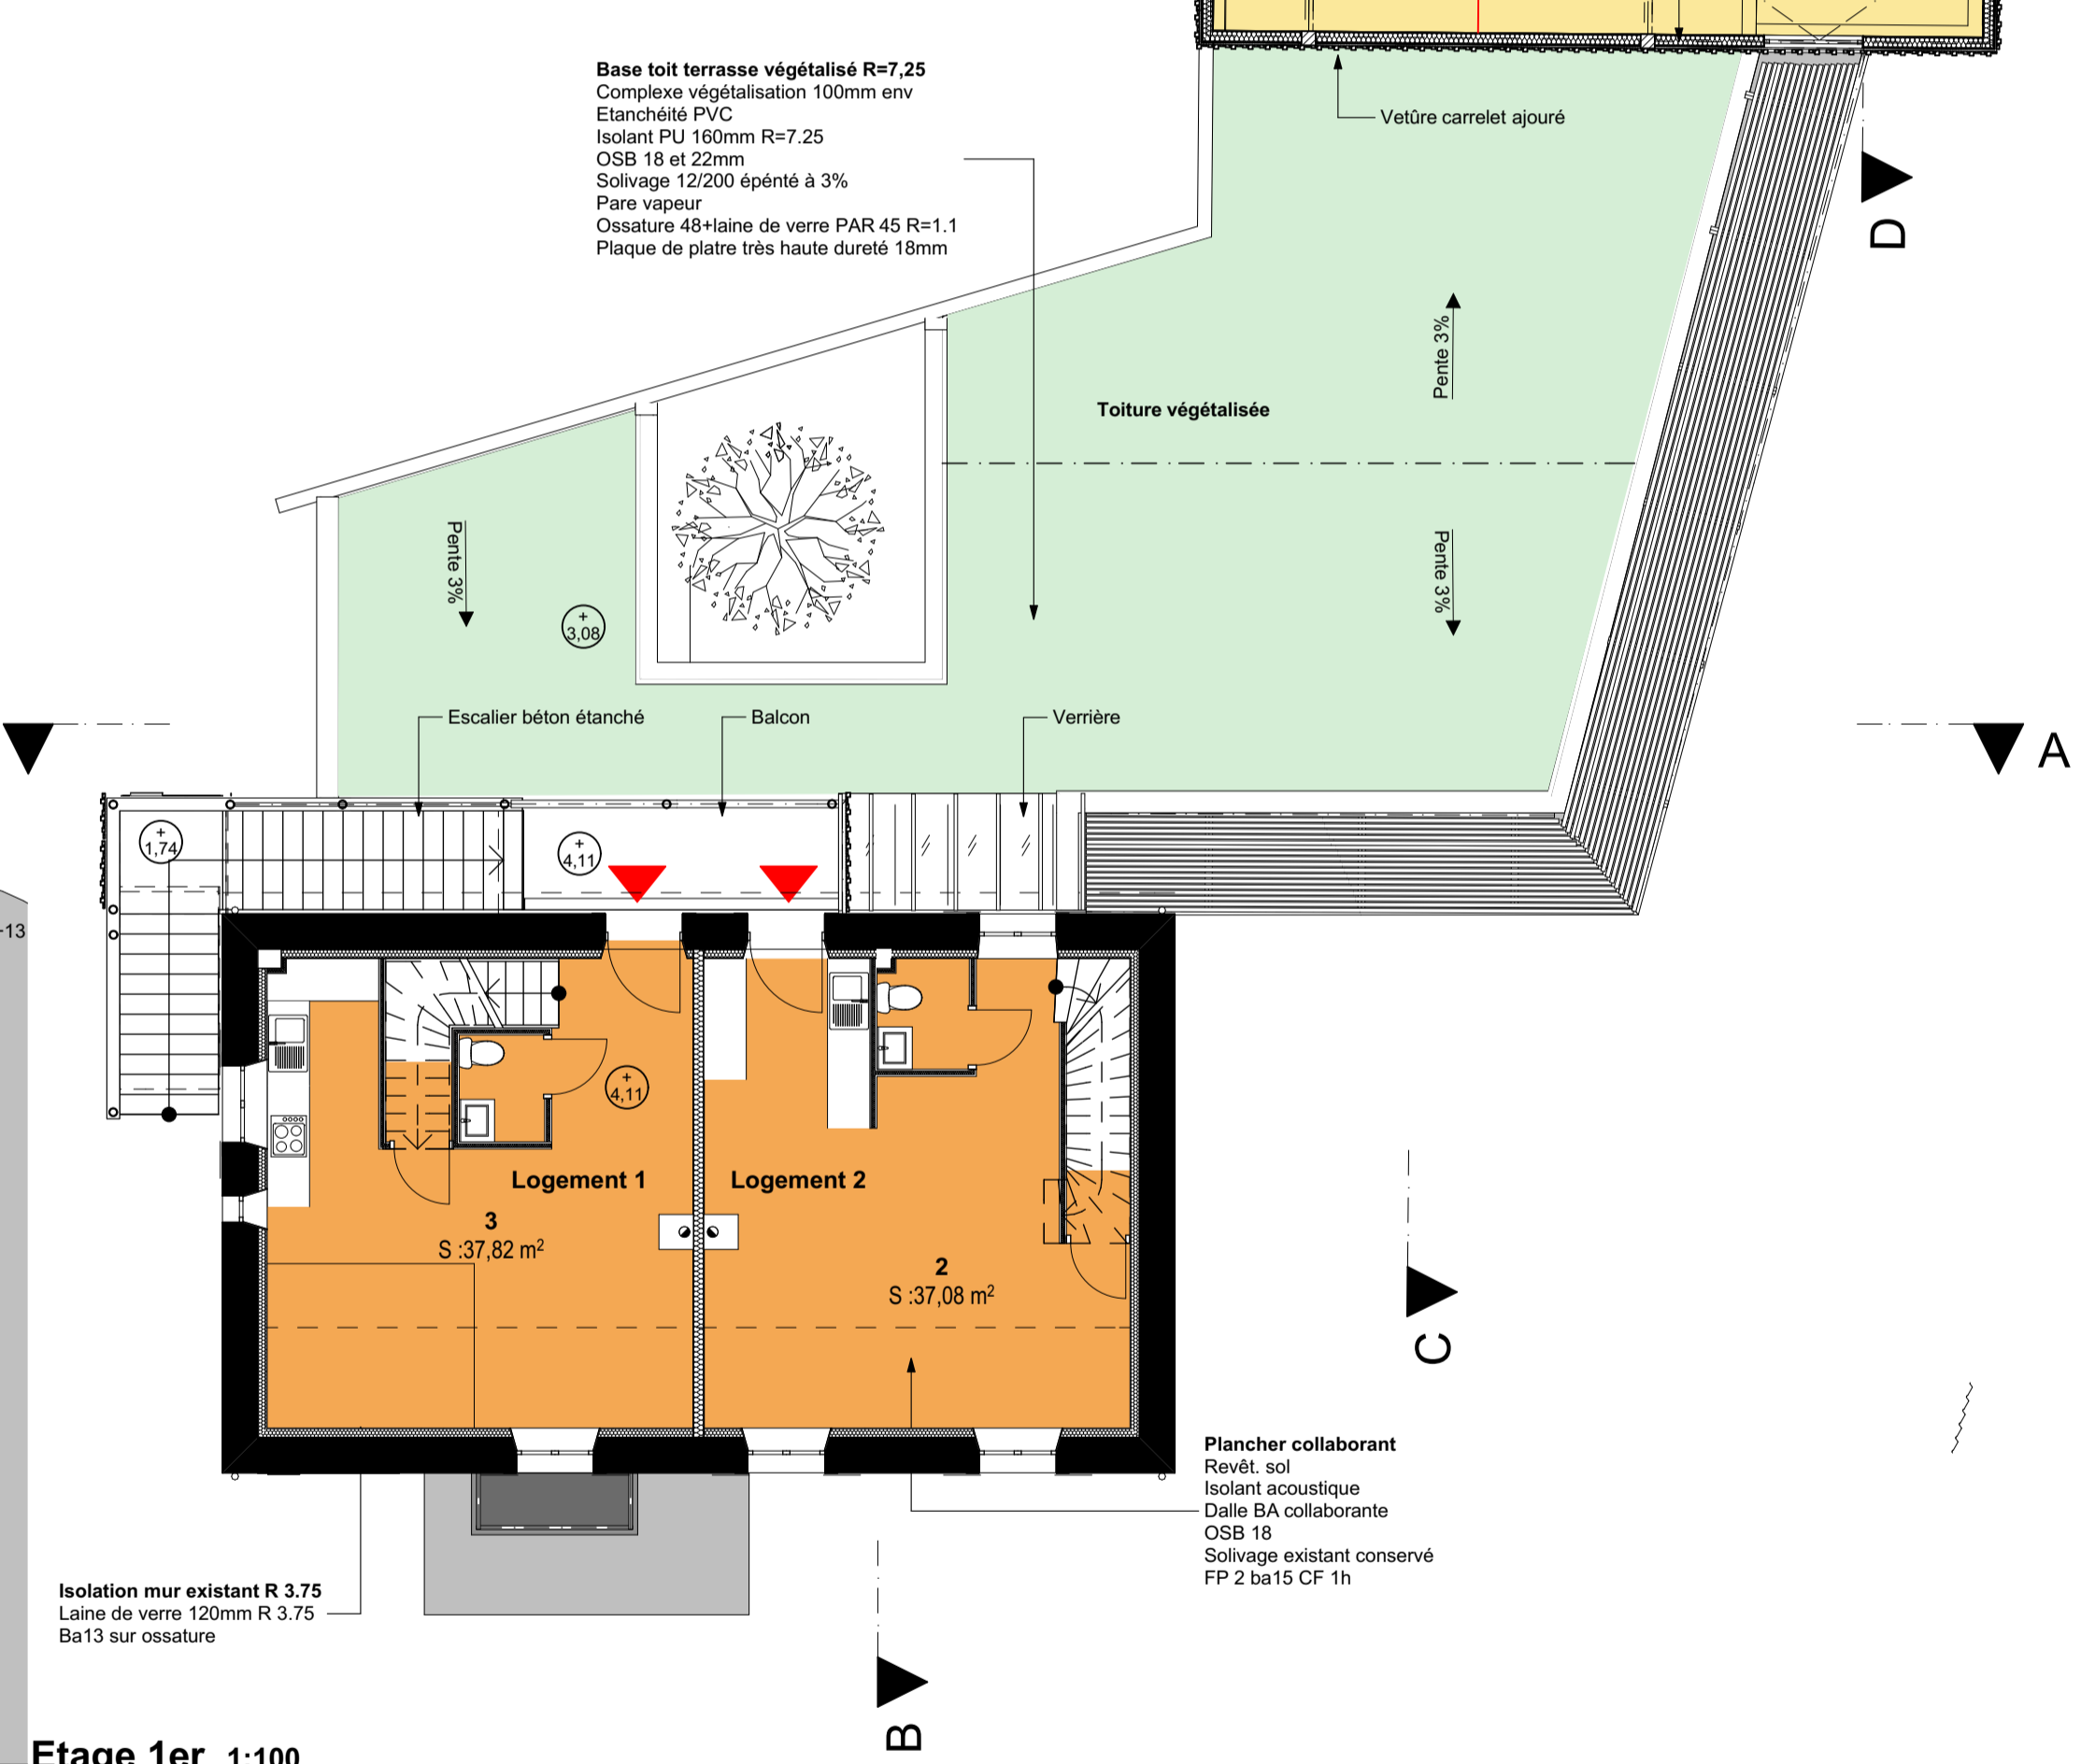 Base toit terrasse végétalisé R=7,25
Complexe végétalisation 100mm env
Etanchéité PVC
Isolant PU 160mm R=7.25
OSB 18 et 22mm
Solivage 12/200 épénté à 3%
Pare vapeur
Ossature 48+laine de verre PAR 45 R=1.1
Plaque de platre très haute dureté 18mm
Vetûre carrelet ajouré
D
Pente 3%
Toiture végétalisée
Pente 3%
Pente 3%
+
3,08
Escalier béton étanché
Balcon
Verrière
A
+
1,74
+
4,11
-13
+
4,11
Logement 1
Logement 2
3
S :37,82 m²
2
S :37,08 m²
C
Plancher collaborant
Revêt. sol
Isolant acoustique
Dalle BA collaborante
OSB 18
Solivage existant conservé
FP 2 ba15 CF 1h
Isolation mur existant R 3.75
Laine de verre 120mm R 3.75
Ba13 sur ossature
B
Etage 1er 1:100